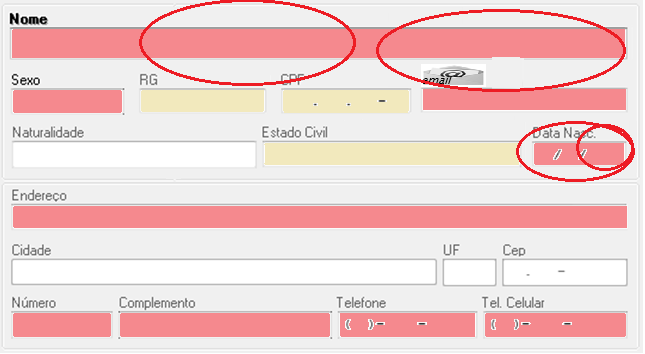 Nome
Sexo RG CPF email
. . -
Naturalidade Estado Civil Data Nasc.
/ /
Endereço
Cidade UF Cep
. -
Número Complemento Telefone Tel. Celular
( ) - - ( ) - -